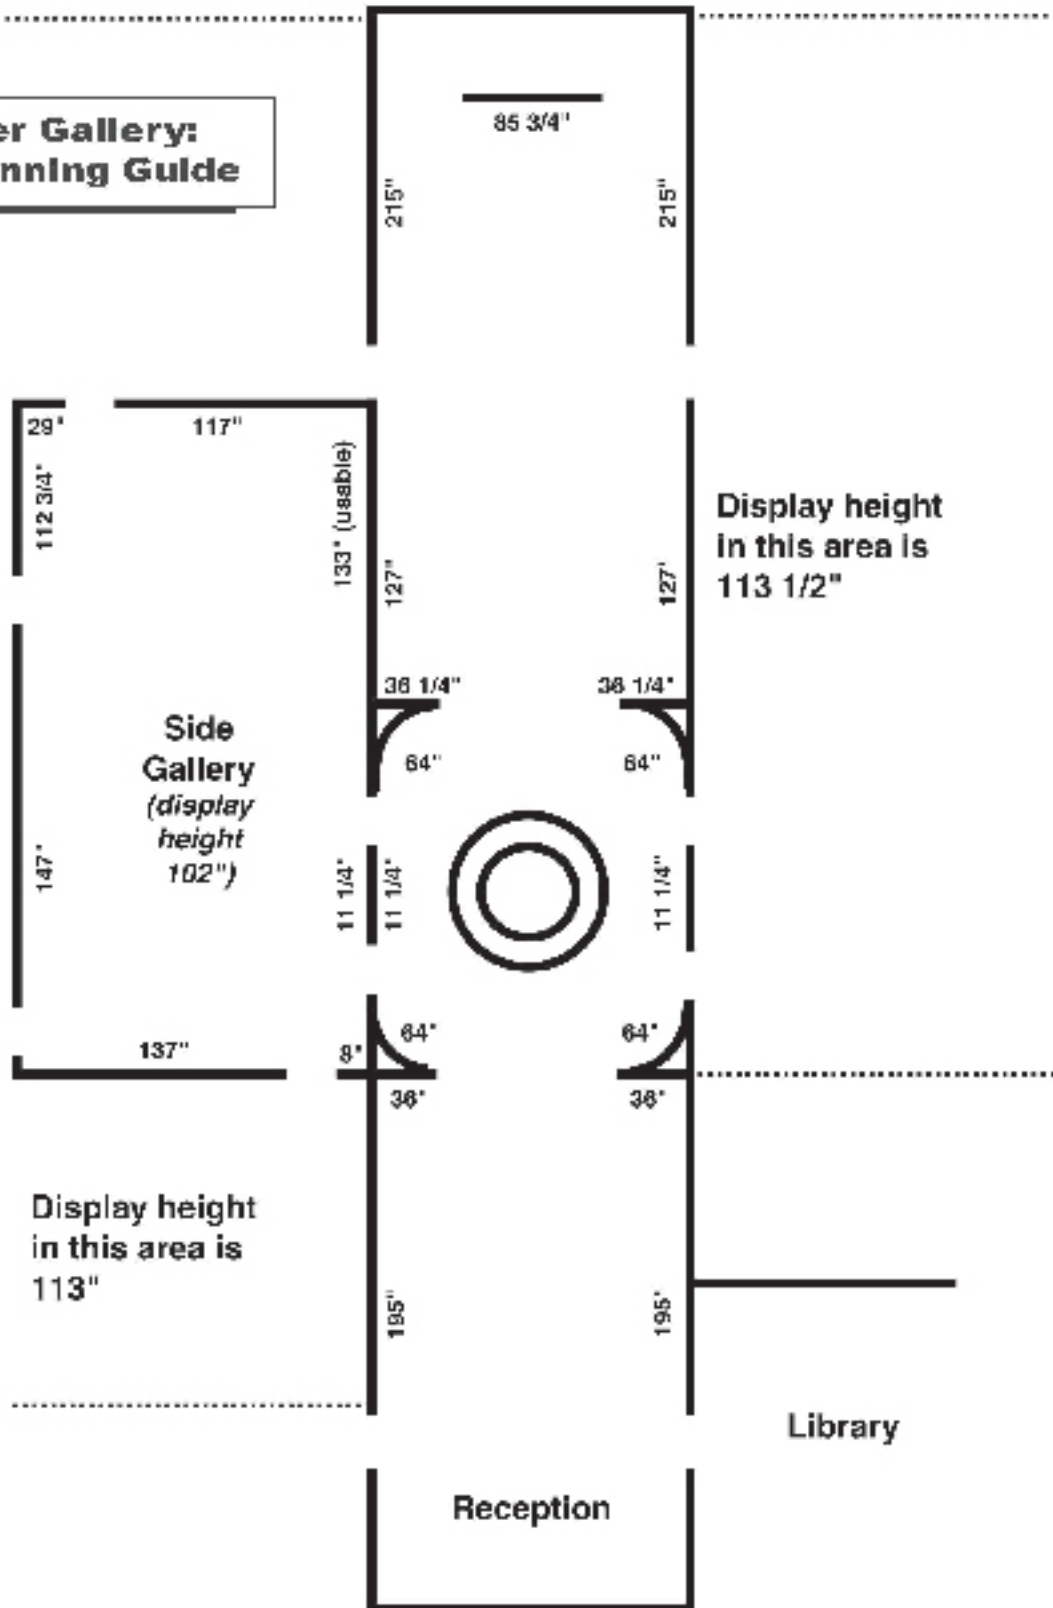 er Gallery:
nning Guide
85 3/4"
215"
215"
29"
117"
112 3/4"
133" (usable)
127"
127"
Display height
in this area is
113 1/2"
36 1/4"
36 1/4"
64"
64"
Side
Gallery
(display
height
102")
147"
11 1/4"
11 1/4"
11 1/4"
64"
64"
137"
8"
36"
36"
Display height
in this area is
113"
195"
195"
Library
Reception